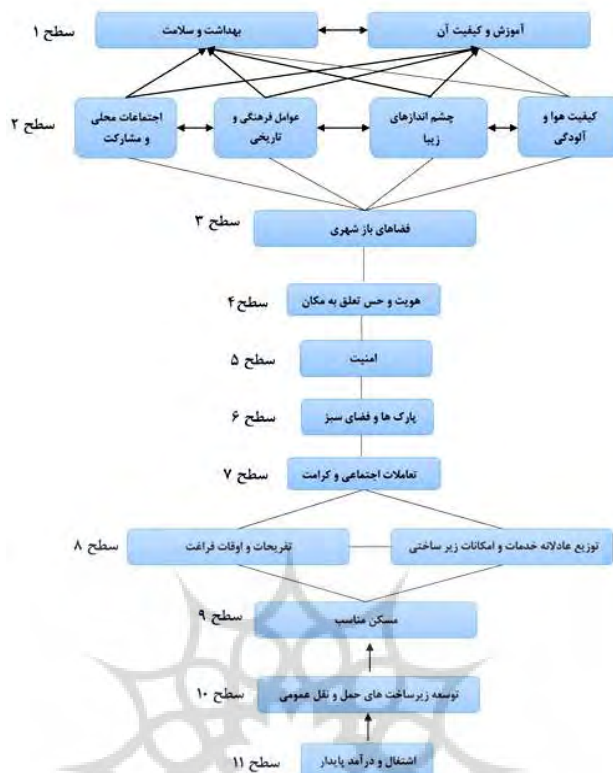 سطح ۱
بهداشت و سلامت
آموزش و کیفیت آن
سطح ۲
اجتماعات محلی
و مشارکت
عوامل فرهنگی و
تاریخی
چشم اندازهای
زیبا
کیفیت هوا و
آلودگی
سطح ۳
فضاهای باز شهری
سطح ۴
هویت و حس تعلق به مکان
سطح ۵
امنیت
سطح ۶
پارک ها و فضای سبز
سطح ۷
تعاملات اجتماعی و کرامت
سطح ۸
تفریحات و اوقات فراغت
توزیع عادلانه خدمات و امکانات زیر ساختی
سطح ۹
مسکن مناسب
سطح ۱۰
توسعه زیرساخت های حمل و نقل عمومی
سطح ۱۱
اشتغال و درآمد پایدار